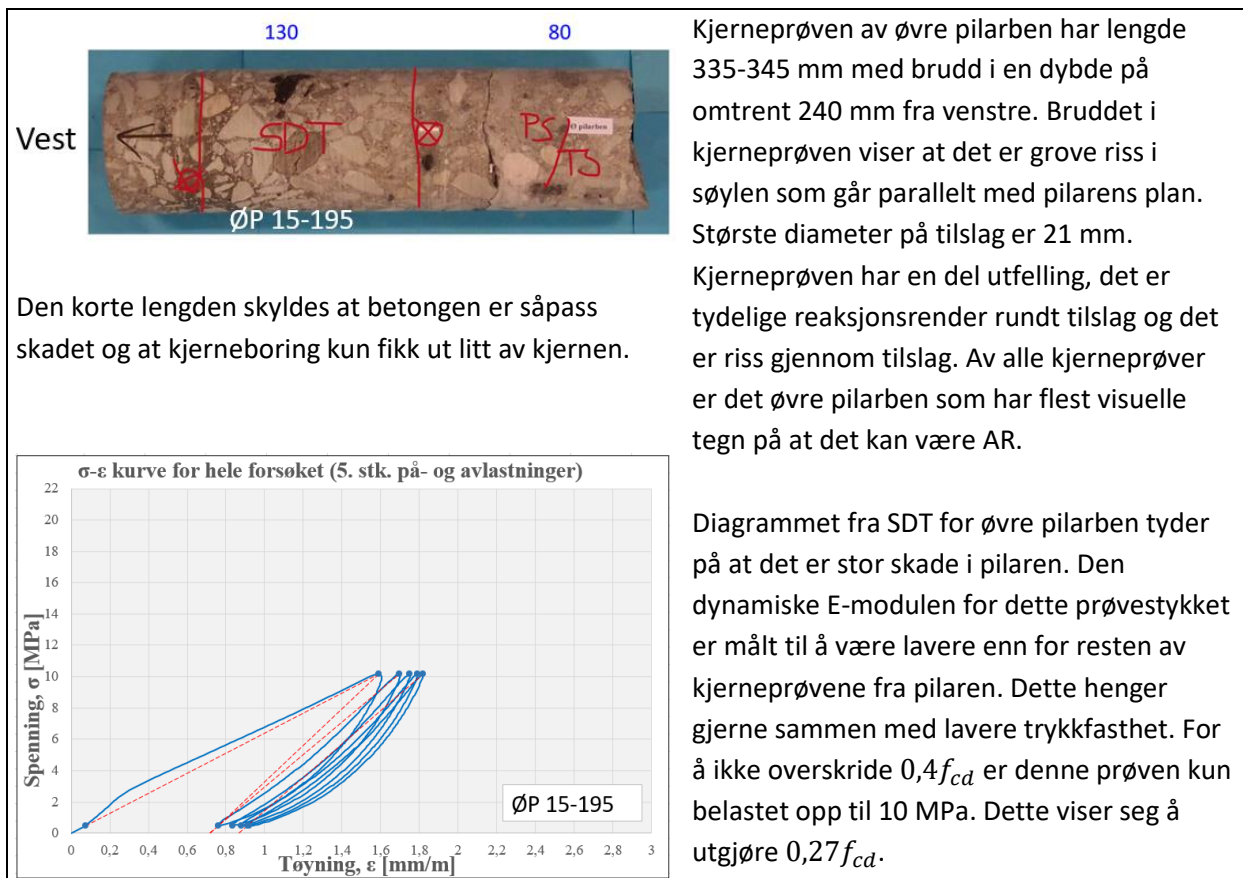 130 80
Vest
SDT
PS
TS
Ø pilarben
ØP 15-195
Den korte lengden skyldes at betongen er såpass
skadet og at kjerneboring kun fikk ut litt av kjernen.
σ-ε kurve for hele forsøket (5. stk. på- og avlastninger)
Spenning, σ [MPa]
22
20
18
16
14
12
10
8
6
4
2
0
0 0,2 0,4 0,6 0,8 1 1,2 1,4 1,6 1,8 2 2,2 2,4 2,6 2,8 3
Tøyning, ε [mm/m]
ØP 15-195
Kjerneprøven av øvre pilarben har lengde
335-345 mm med brudd i en dybde på
omtrent 240 mm fra venstre. Bruddet i
kjerneprøven viser at det er grove riss i
søylen som går parallelt med pilarens plan.
Største diameter på tilslag er 21 mm.
Kjerneprøven har en del utfelling, det er
tydelige reaksjonsrender rundt tilslag og det
er riss gjennom tilslag. Av alle kjerneprøver
er det øvre pilarben som har flest visuelle
tegn på at det kan være AR.
Diagrammet fra SDT for øvre pilarben tyder
på at det er stor skade i pilaren. Den
dynamiske E-modulen for dette prøvestykket
er målt til å være lavere enn for resten av
kjerneprøvene fra pilaren. Dette henger
gjerne sammen med lavere trykkfasthet. For
å ikke overskride 0,4f_cd er denne prøven kun
belastet opp til 10 MPa. Dette viser seg å
utgjøre 0,27f_cd.